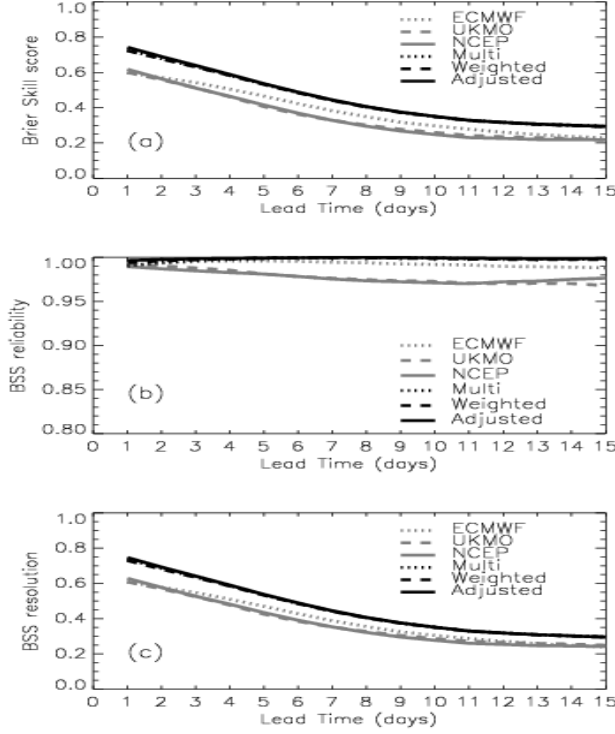 1.0
0.8
0.6
0.4
0.2
0.0
Brier Skill score
ECMWF
UKMO
NCEP
Multi
Weighted
Adjusted
(a)
0 1 2 3 4 5 6 7 8 9 10 11 12 13 14 15
Lead Time (days)
1.00
0.95
0.90
0.85
0.80
BSS reliability
ECMWF
UKMO
NCEP
Multi
Weighted
Adjusted
(b)
0 1 2 3 4 5 6 7 8 9 10 11 12 13 14 15
Lead Time (days)
1.0
0.8
0.6
0.4
0.2
0.0
BSS resolution
ECMWF
UKMO
NCEP
Multi
Weighted
Adjusted
(c)
0 1 2 3 4 5 6 7 8 9 10 11 12 13 14 15
Lead Time (days)